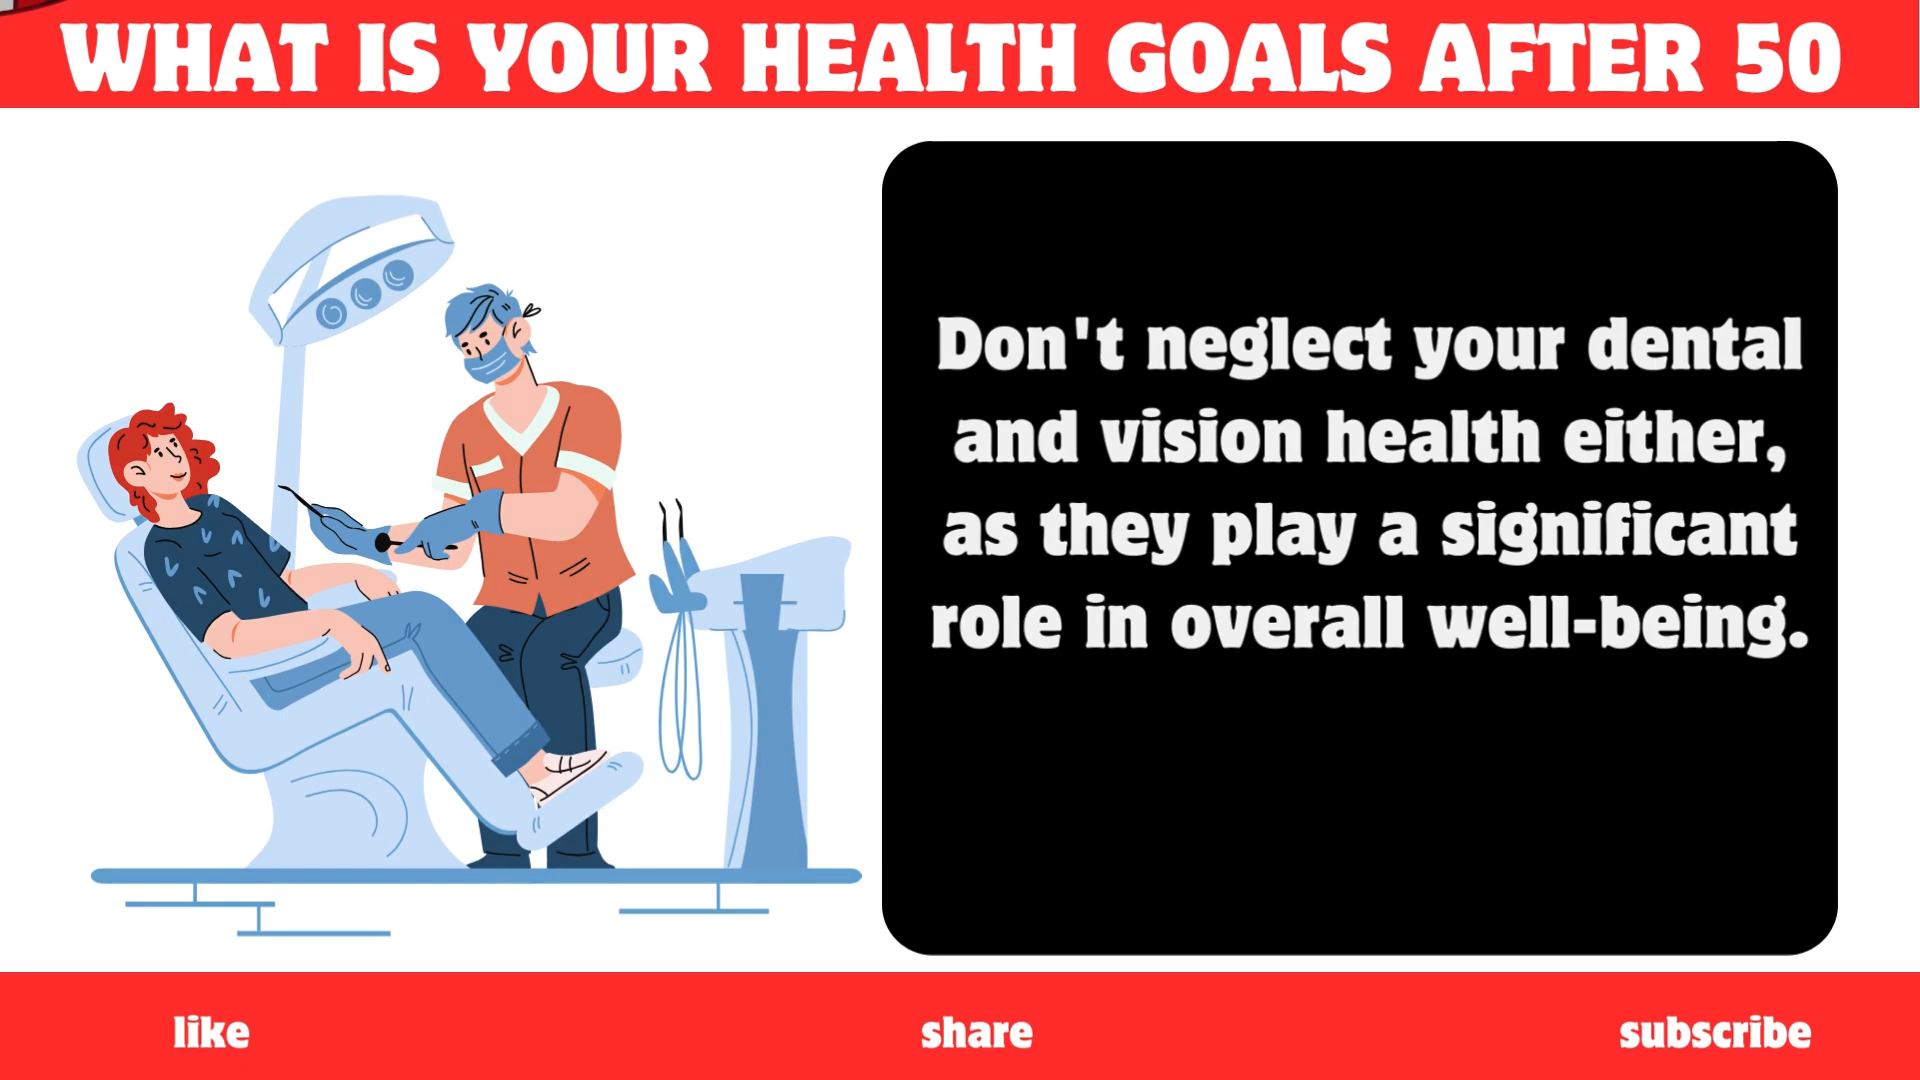 WHAT IS YOUR HEALTH GOALS AFTER 50
Don't neglect your dental
and vision health either,
as they play a significant
role in overall well-being.
like
share
subscribe